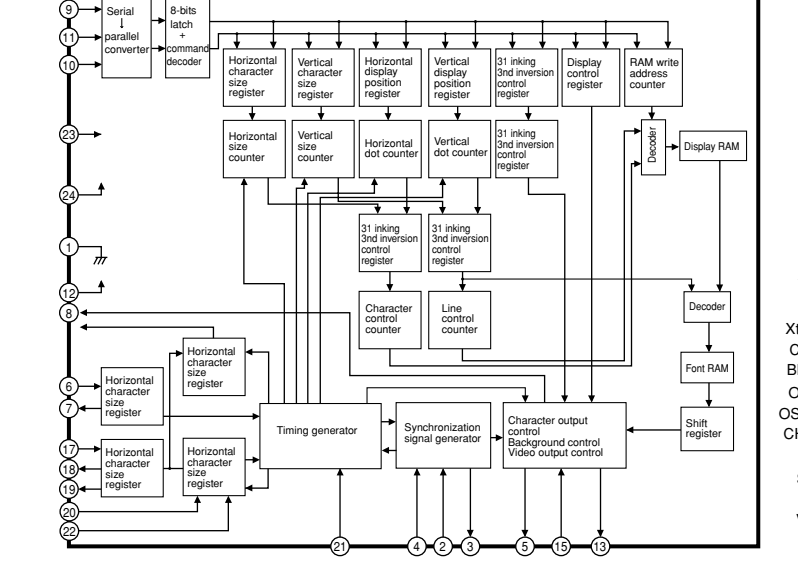 9
Serial
↓
parallel
converter
11
10
8-bits
latch
+
command
decoder
Horizontal
character
size
register
Vertical
character
size
register
Horizontal
display
position
register
Vertical
display
position
register
31 inking
3nd inversion
control
register
Display
control
register
RAM write
address
counter
23
Horizontal
size
counter
Vertical
size
counter
Horizontal
dot counter
Vertical
dot counter
31 inking
3nd inversion
control
register
Decoder
Display RAM
24
1
31 inking
3nd inversion
control
register
31 inking
3nd inversion
control
register
12
8
Character
control
counter
Line
control
counter
Decoder
Horizontal
character
size
register
Font RAM
6
7
Horizontal
character
size
register
Timing generator
Synchronization
signal generator
Character output
control
Background control
Video output control
Shift
register
17
18
19
Horizontal
character
size
register
Horizontal
character
size
register
20
22
21
4
2
3
5
15
13